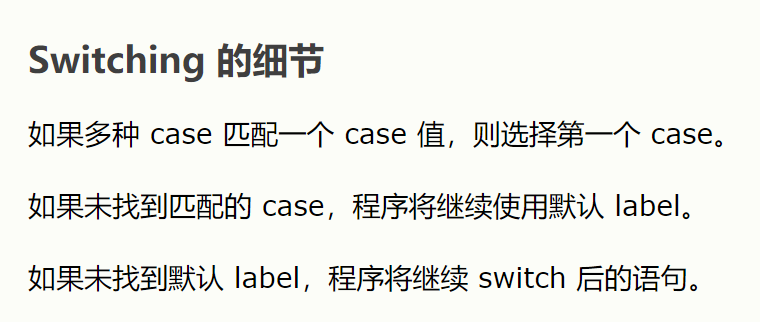 Switching 的细节
如果多种 case 匹配一个 case 值，则选择第一个 case。
如果未找到匹配的 case，程序将继续使用默认 label。
如果未找到默认 label，程序将继续 switch 后的语句。